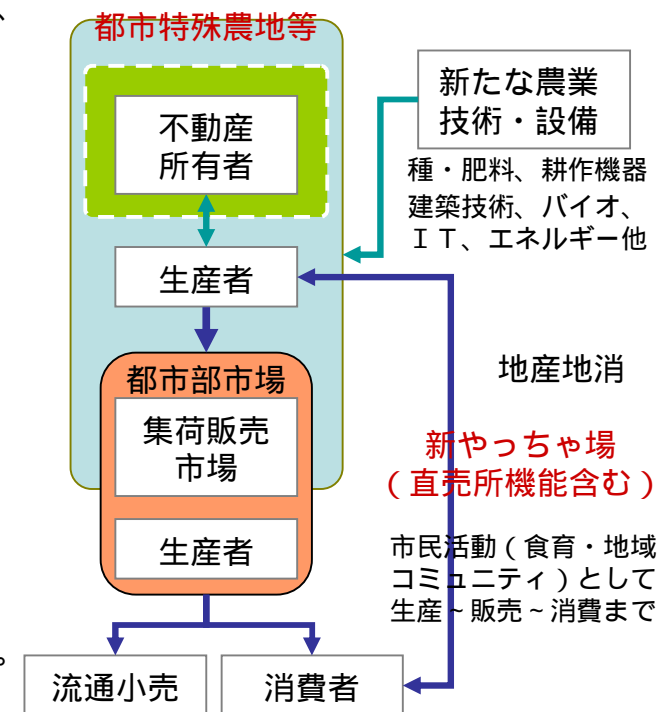 、
都市特殊農地等
不動産
所有者
新たな農業
技術・設備
種・肥料、耕作機器
建築技術、バイオ、
ＩＴ、エネルギー他
生産者
地産地消
都市部市場
集荷販売
市場
新やっちゃ場
（直売所機能含む）
生産者
市民活動（食育・地域
コミュニティ）として
生産～販売～消費まで
。
流通小売
消費者